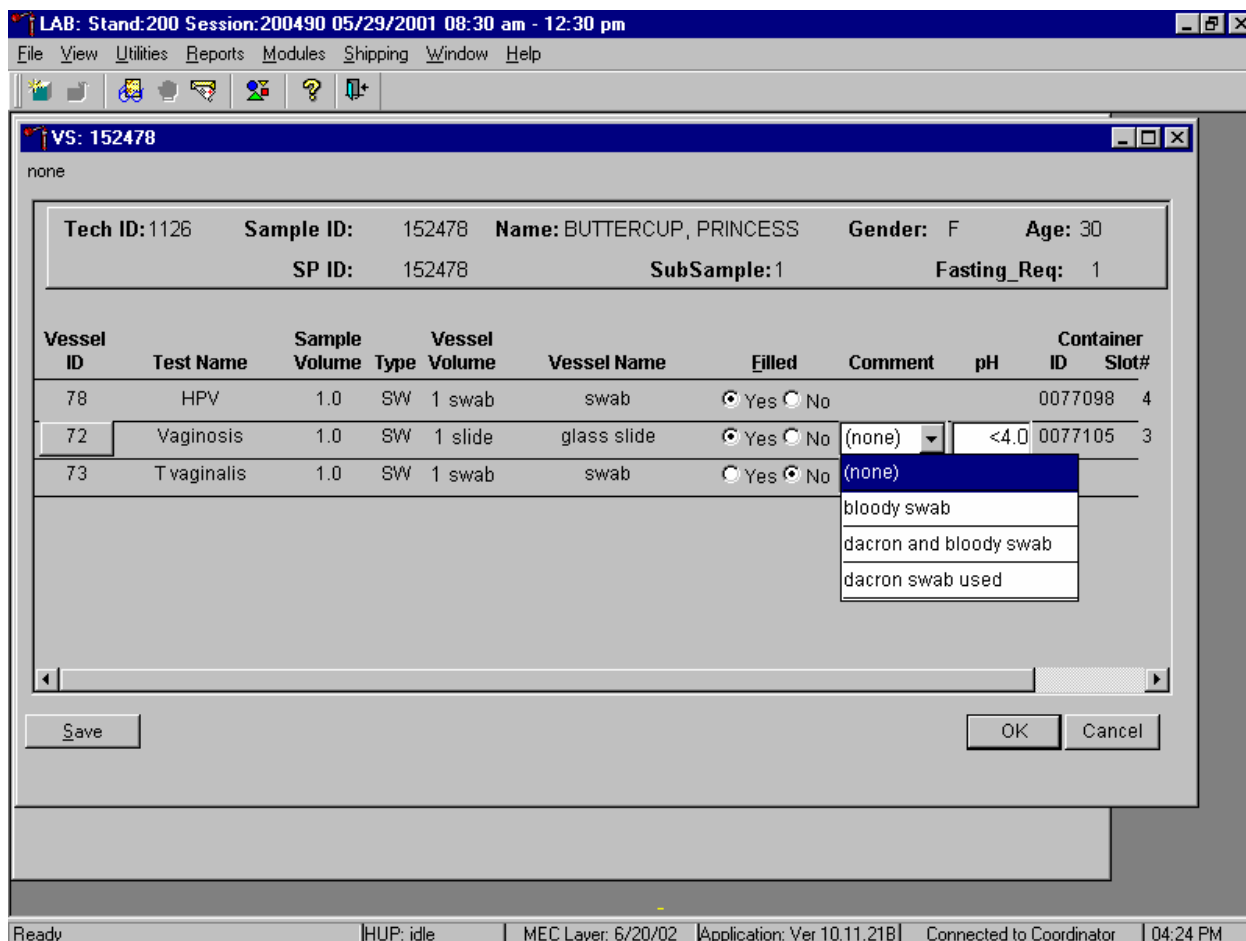 LAB: Stand:200 Session:200490 05/29/2001 08:30 am - 12:30 pm
File View Utilities Reports Modules Shipping Window Help
VS: 152478
none
Tech ID: 1126 Sample ID: 152478 Name: BUTTERCUP, PRINCESS Gender: F Age: 30
SP ID: 152478 SubSample: 1 Fasting_Req: 1
Vessel Sample Vessel Container
ID Test Name Volume Type Volume Vessel Name Filled Comment pH ID Slot#
78 HPV 1.0 SW 1 swab swab Yes No 0077098 4
72 Vaginosis 1.0 SW 1 slide glass slide Yes No (none) <4.0 0077105 3
73 T vaginalis 1.0 SW 1 swab swab Yes No (none)
bloody swab
dacron and bloody swab
dacron swab used
Save OK Cancel
Ready HUP: idle MEC Layer: 6/20/02 Application: Ver 10.11.21B Connected to Coordinator 04:24 PM